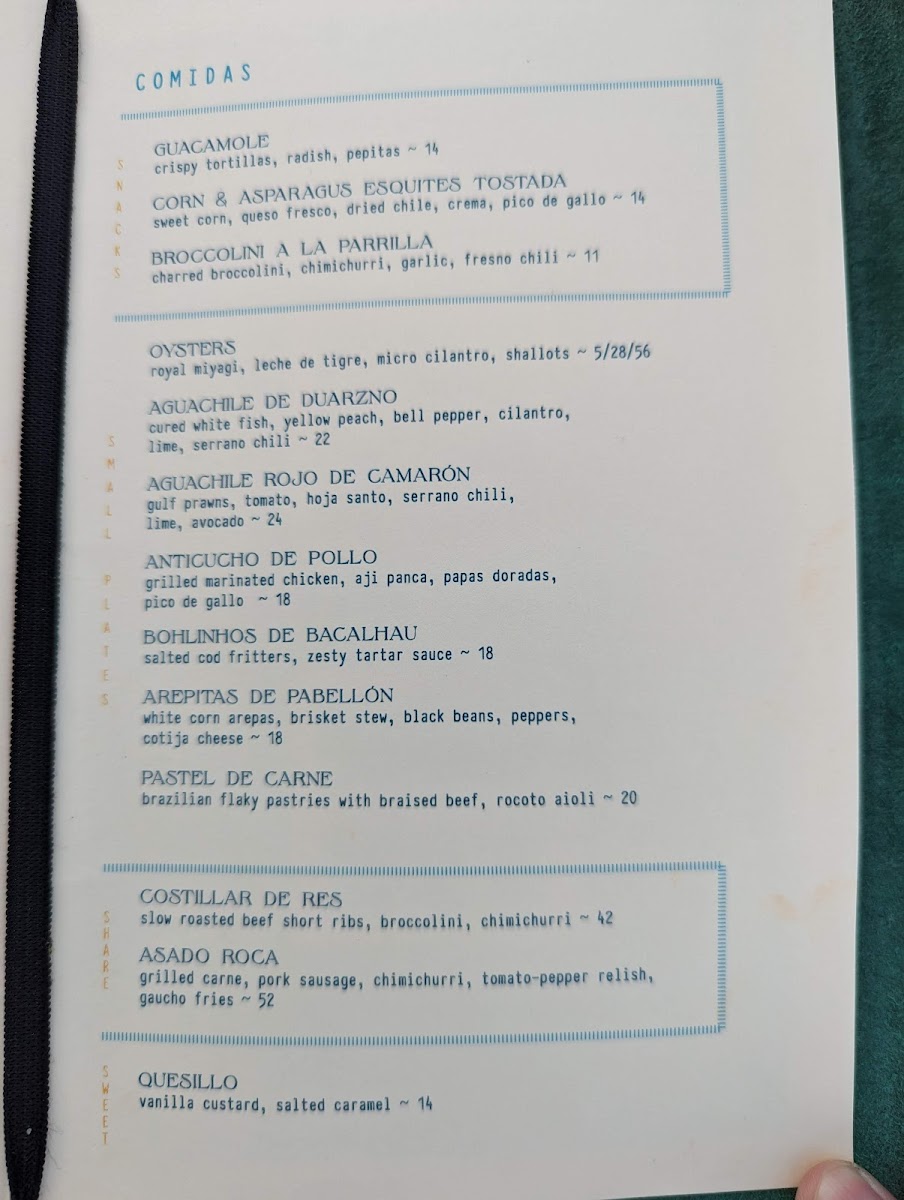 COMIDAS
SNACKS
GUACAMOLE
crispy tortillas, radish, pepitas ~ 14
CORN & ASPARAGUS ESQUITES TOSTADA
sweet corn, queso fresco, dried chile, crema, pico de gallo ~ 14
BROCCOLINI A LA PARRILLA
charred broccolini, chimichurri, garlic, fresno chili ~ 11
SMALL PLATES
OYSTERS
royal miyagi, leche de tigre, micro cilantro, shallots ~ 5/28/56
AGUACHILE DE DUARZNO
cured white fish, yellow peach, bell pepper, cilantro,
lime, serrano chili ~ 22
AGUACHILE ROJO DE CAMARÓN
gulf prawns, tomato, hoja santo, serrano chili,
lime, avocado ~ 24
ANTICUCHO DE POLLO
grilled marinated chicken, aji panca, papas doradas,
pico de gallo ~ 18
BOHLINHOS DE BACALHAU
salted cod fritters, zesty tartar sauce ~ 18
AREPITAS DE PABELLÓN
white corn arepas, brisket stew, black beans, peppers,
cotija cheese ~ 18
PASTEL DE CARNE
brazilian flaky pastries with braised beef, rocoto aioli ~ 20
SHARE
COSTILLAR DE RES
slow roasted beef short ribs, broccolini, chimichurri ~ 42
ASADO ROCA
grilled carne, pork sausage, chimichurri, tomato-pepper relish,
gaucho fries ~ 52
SWEET
QUESILLO
vanilla custard, salted caramel ~ 14